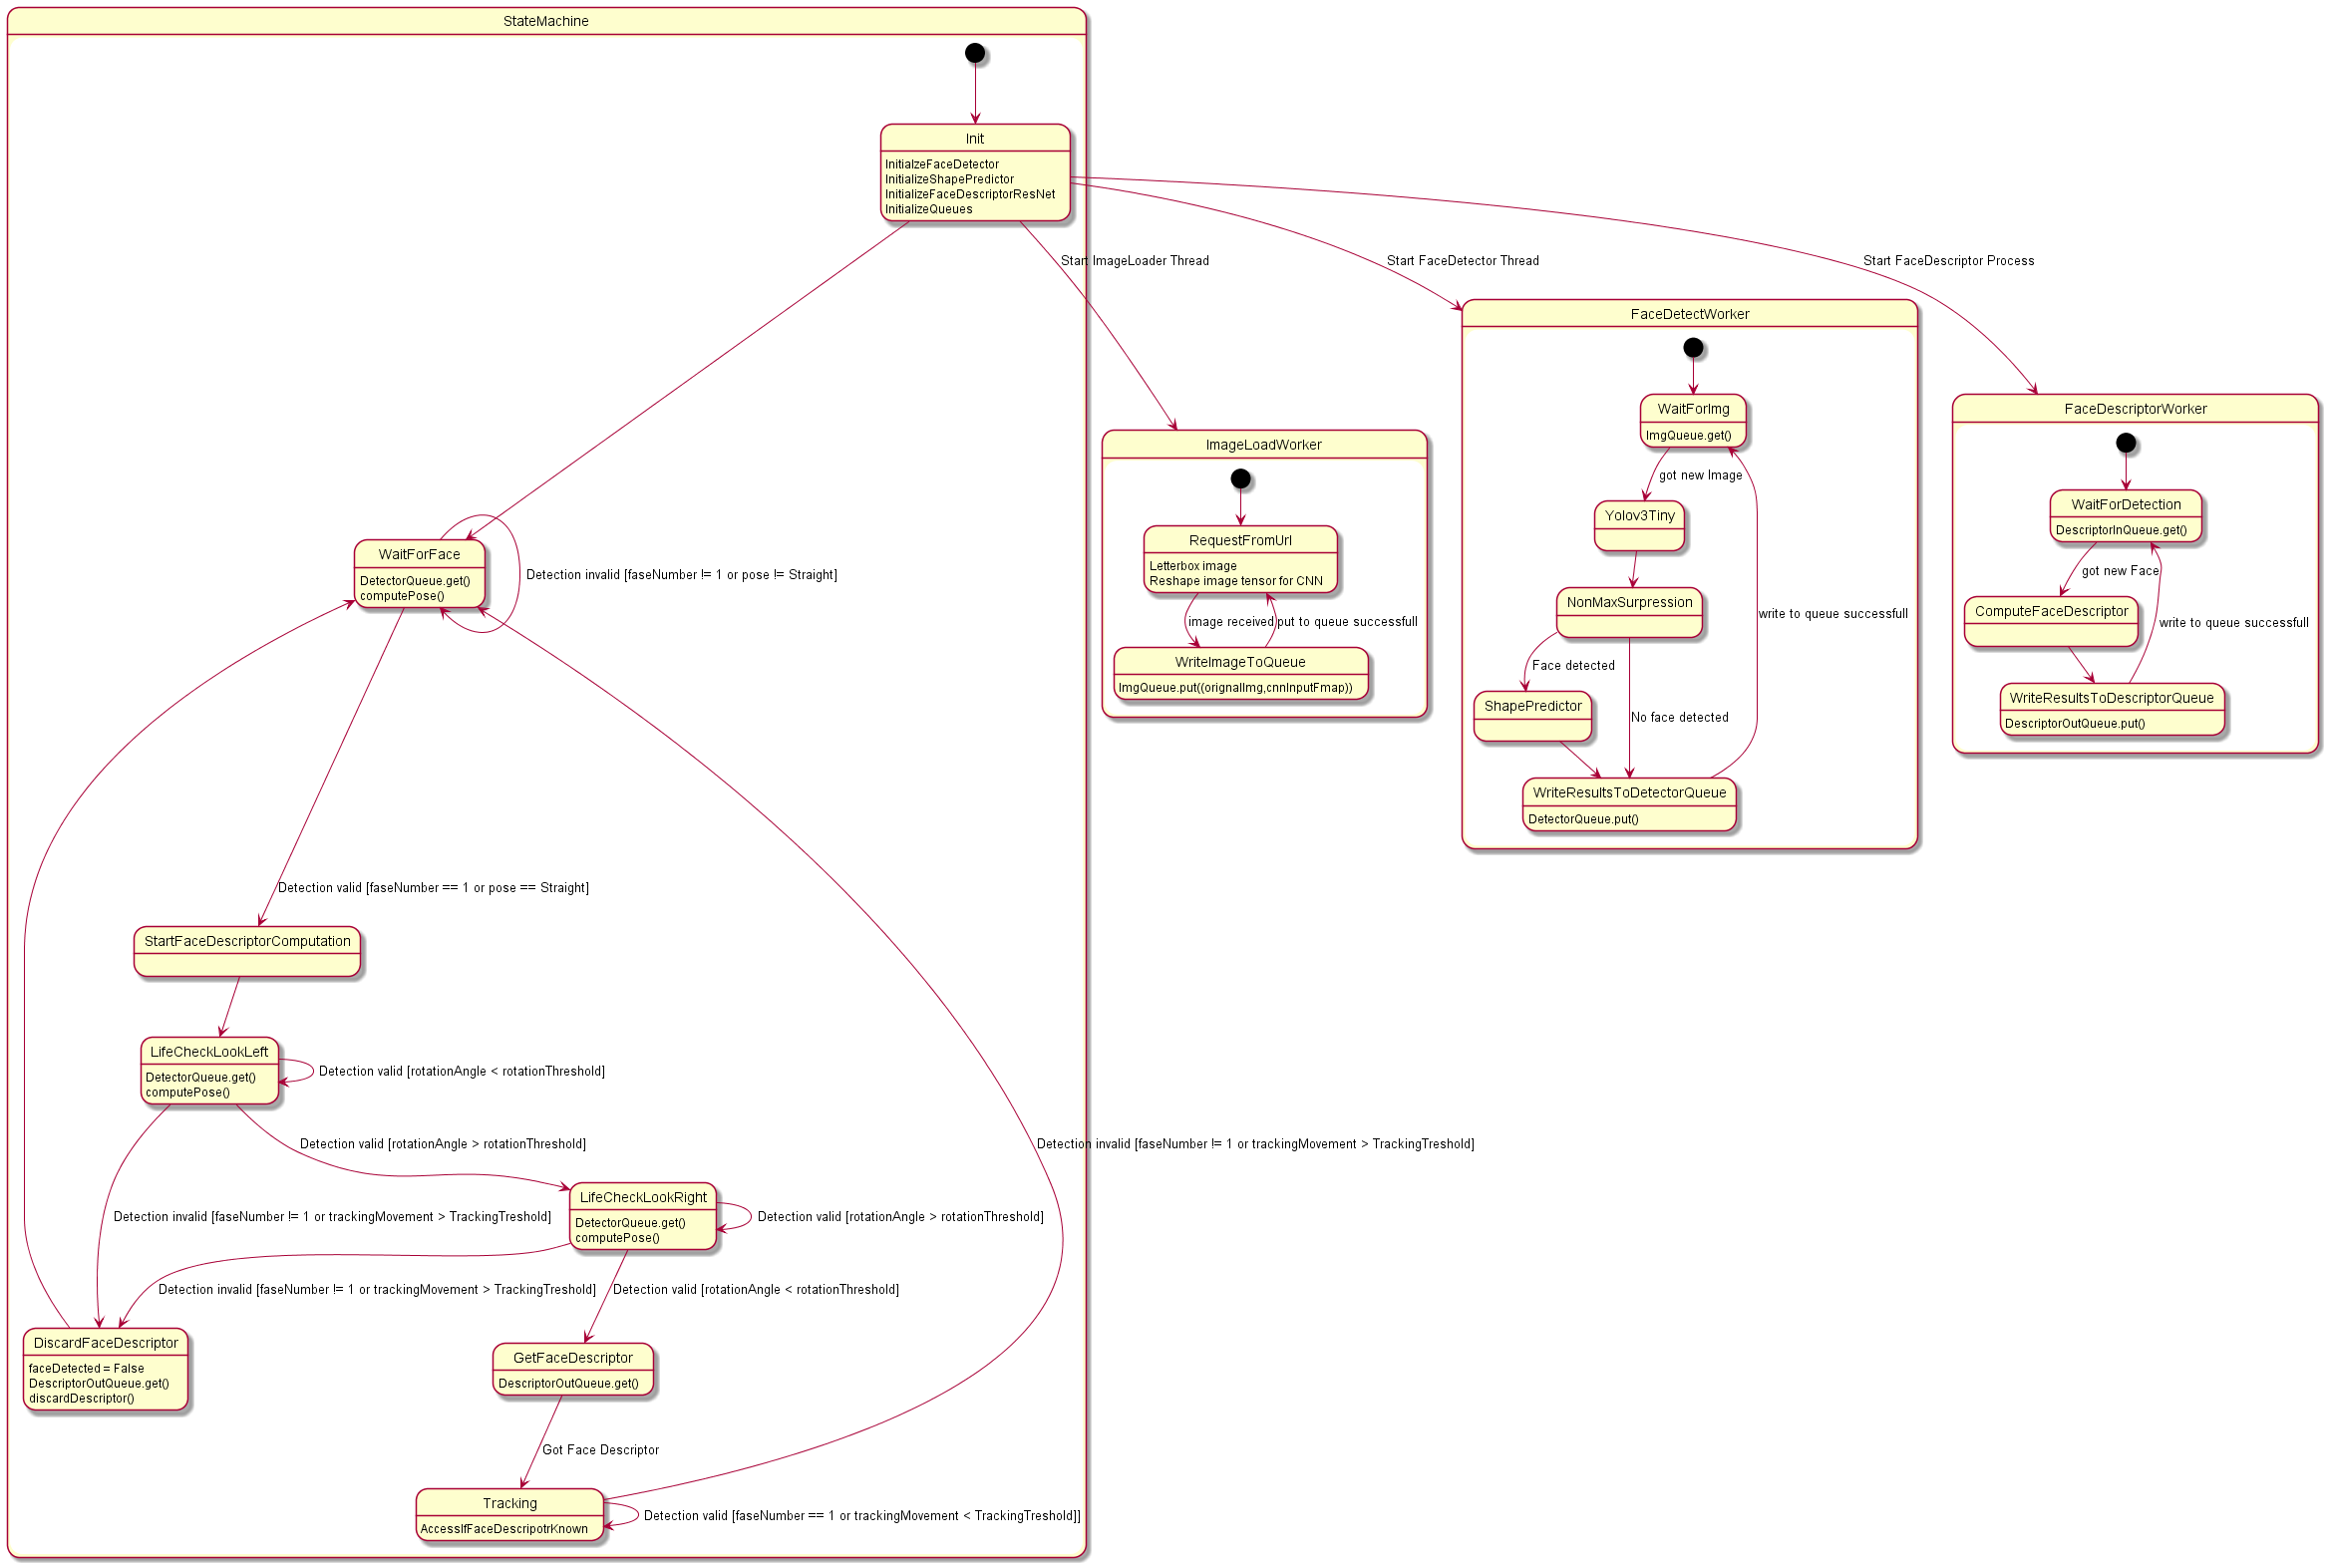 StateMachine
Init
InitialzeFaceDetector
InitializeShapePredictor
InitializeFaceDescriptorResNet
InitializeQueues
Start ImageLoader Thread
Start FaceDetector Thread
Start FaceDescriptor Process
FaceDetectWorker
WaitForImg
ImgQueue.get()
got new Image
Yolov3Tiny
NonMaxSurpression
Face detected
No face detected
write to queue successfull
ShapePredictor
WriteResultsToDetectorQueue
DetectorQueue.put()
FaceDescriptorWorker
WaitForDetection
DescriptorInQueue.get()
got new Face
ComputeFaceDescriptor
write to queue successfull
WriteResultsToDescriptorQueue
DescriptorOutQueue.put()
ImageLoadWorker
RequestFromUrl
Letterbox image
Reshape image tensor for CNN
image received
put to queue successfull
WriteImageToQueue
ImgQueue.put((orignalImg,cnnInputFmap))
WaitForFace
DetectorQueue.get()
computePose()
Detection invalid [faseNumber != 1 or pose != Straight]
Detection valid [faseNumber == 1 or pose == Straight]
StartFaceDescriptorComputation
LifeCheckLookLeft
DetectorQueue.get()
computePose()
Detection valid [rotationAngle < rotationThreshold]
Detection valid [rotationAngle > rotationThreshold]
Detection invalid [faseNumber != 1 or trackingMovement > TrackingTreshold]
LifeCheckLookRight
DetectorQueue.get()
computePose()
Detection valid [rotationAngle > rotationThreshold]
Detection invalid [faseNumber != 1 or trackingMovement > TrackingTreshold]
Detection invalid [faseNumber != 1 or trackingMovement > TrackingTreshold]
Detection valid [rotationAngle < rotationThreshold]
DiscardFaceDescriptor
faceDetected = False
DescriptorOutQueue.get()
discardDescriptor()
GetFaceDescriptor
DescriptorOutQueue.get()
Got Face Descriptor
Tracking
AccessIfFaceDescripotrKnown
Detection valid [faseNumber == 1 or trackingMovement < TrackingTreshold]]